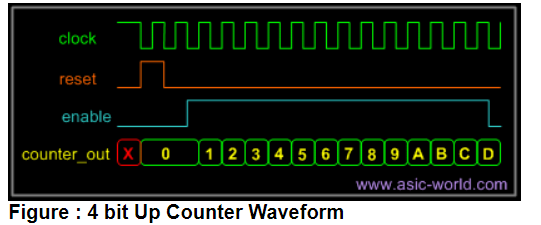 clock
reset
enable
counter_out X 0 1 2 3 4 5 6 7 8 9 A B C D
www.asic-world.com
Figure : 4 bit Up Counter Waveform